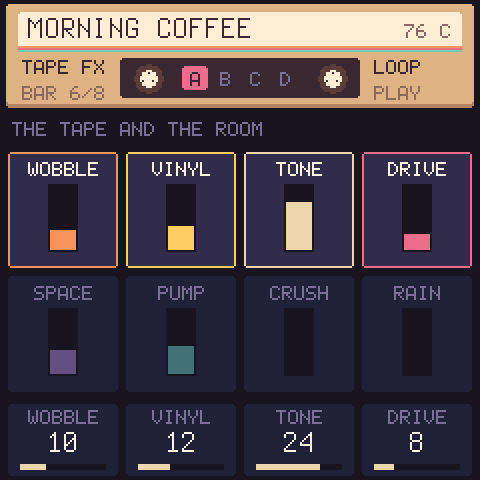 MORNING COFFEE 76 C
TAPE FX A B C D LOOP
BAR 6/8 PLAY
THE TAPE AND THE ROOM
WOBBLE VINYL TONE DRIVE
SPACE PUMP CRUSH RAIN
WOBBLE VINYL TONE DRIVE
10 12 24 8